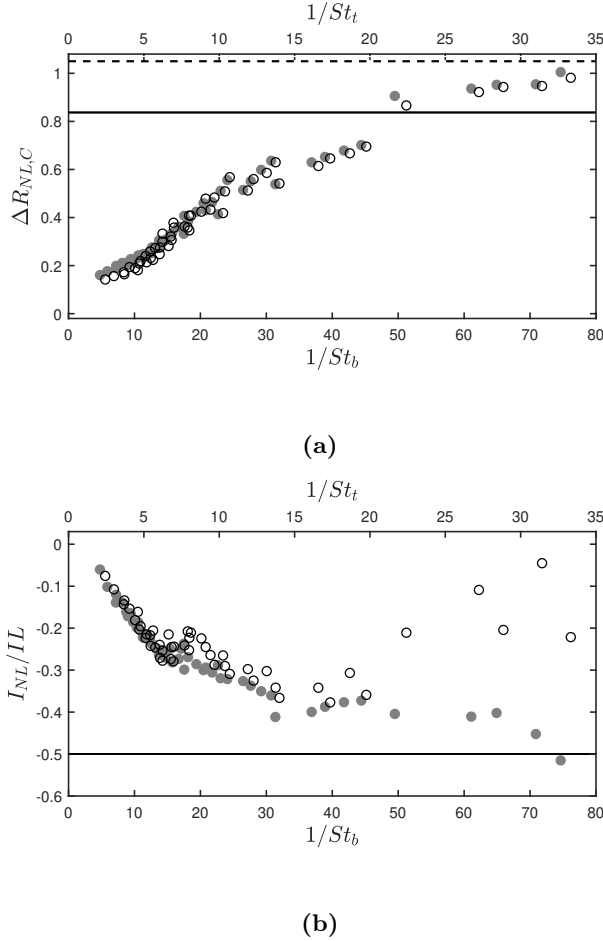 1/St_t
0 5 10 15 20 25 30 35
1
0.8
0.6
0.4
0.2
0
ΔR_{NL,C}
0 10 20 30 40 50 60 70 80
1/St_b
(a)
1/St_t
0 5 10 15 20 25 30 35
0
-0.1
-0.2
-0.3
-0.4
-0.5
-0.6
I_{NL}/IL
0 10 20 30 40 50 60 70 80
1/St_b
(b)